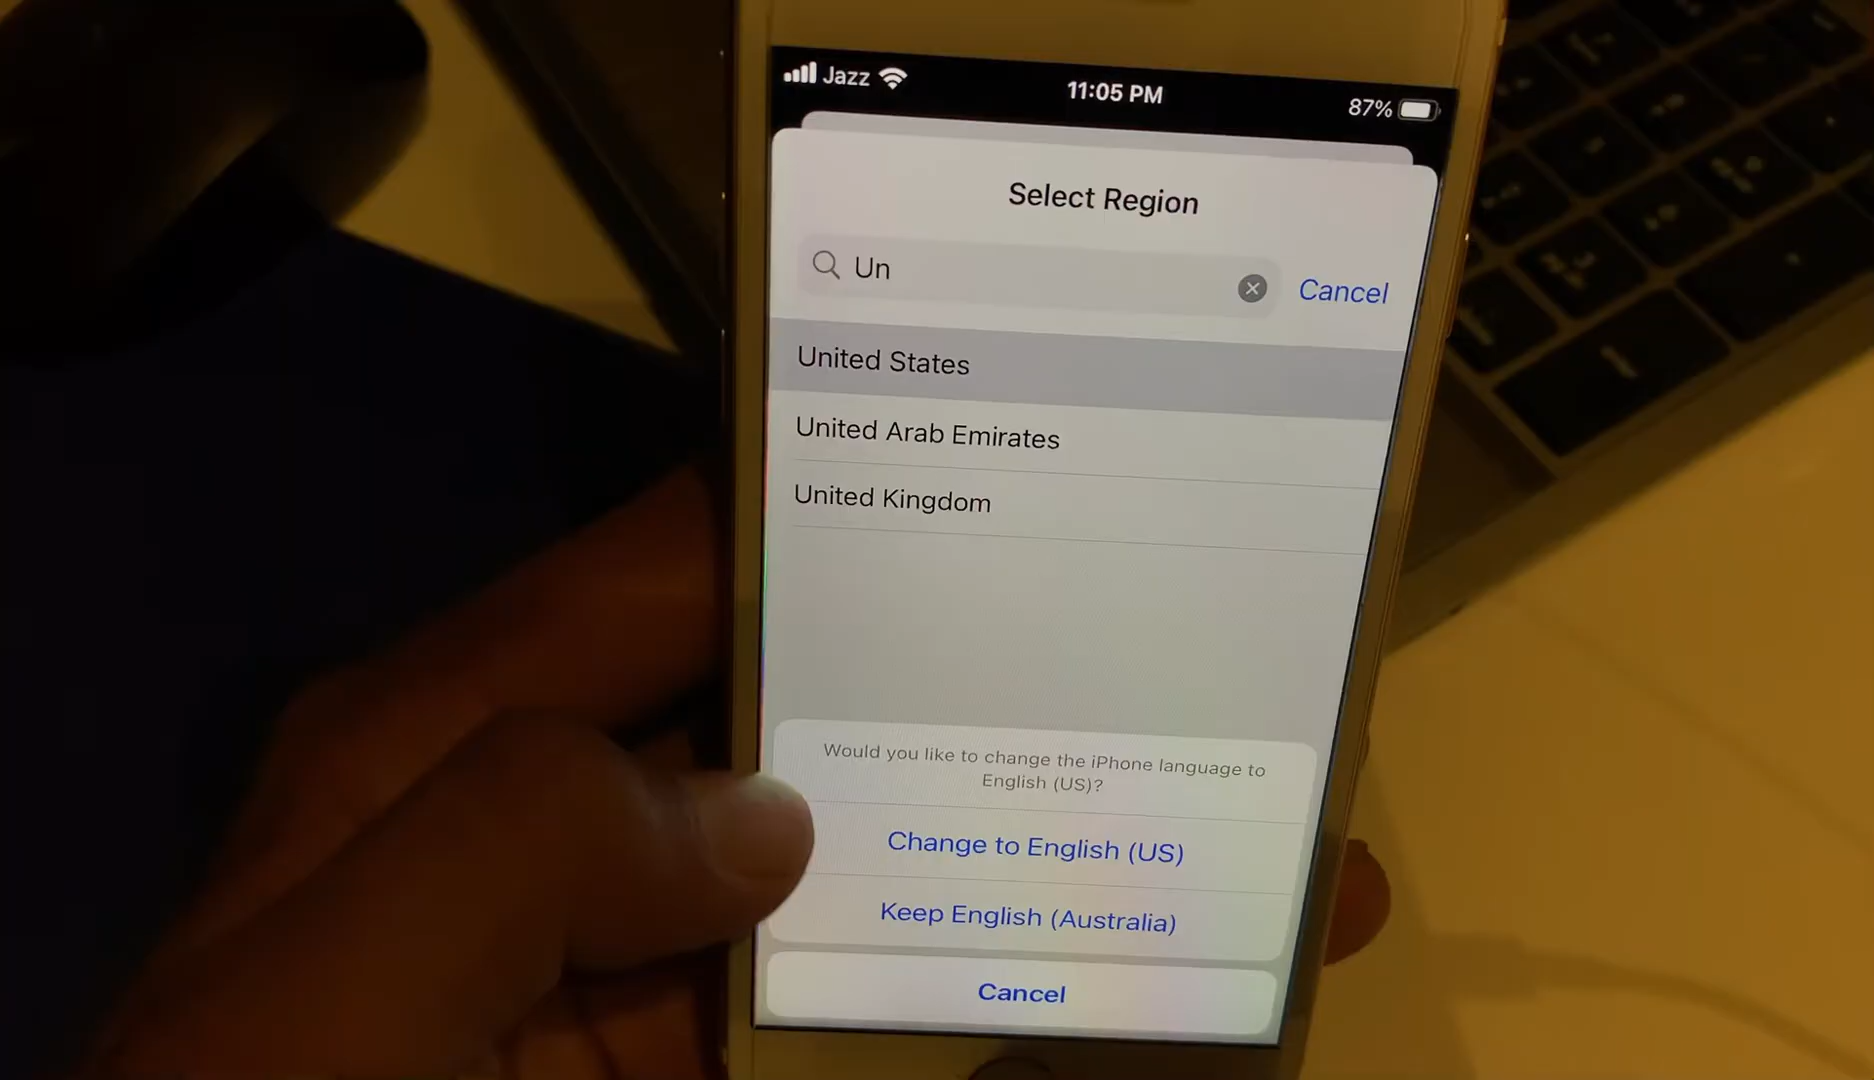 Jazz
11:05 PM
87%
Select Region
Un
Cancel
United States
United Arab Emirates
United Kingdom
Would you like to change the iPhone language to
English (US)?
Change to English (US)
Keep English (Australia)
Cancel